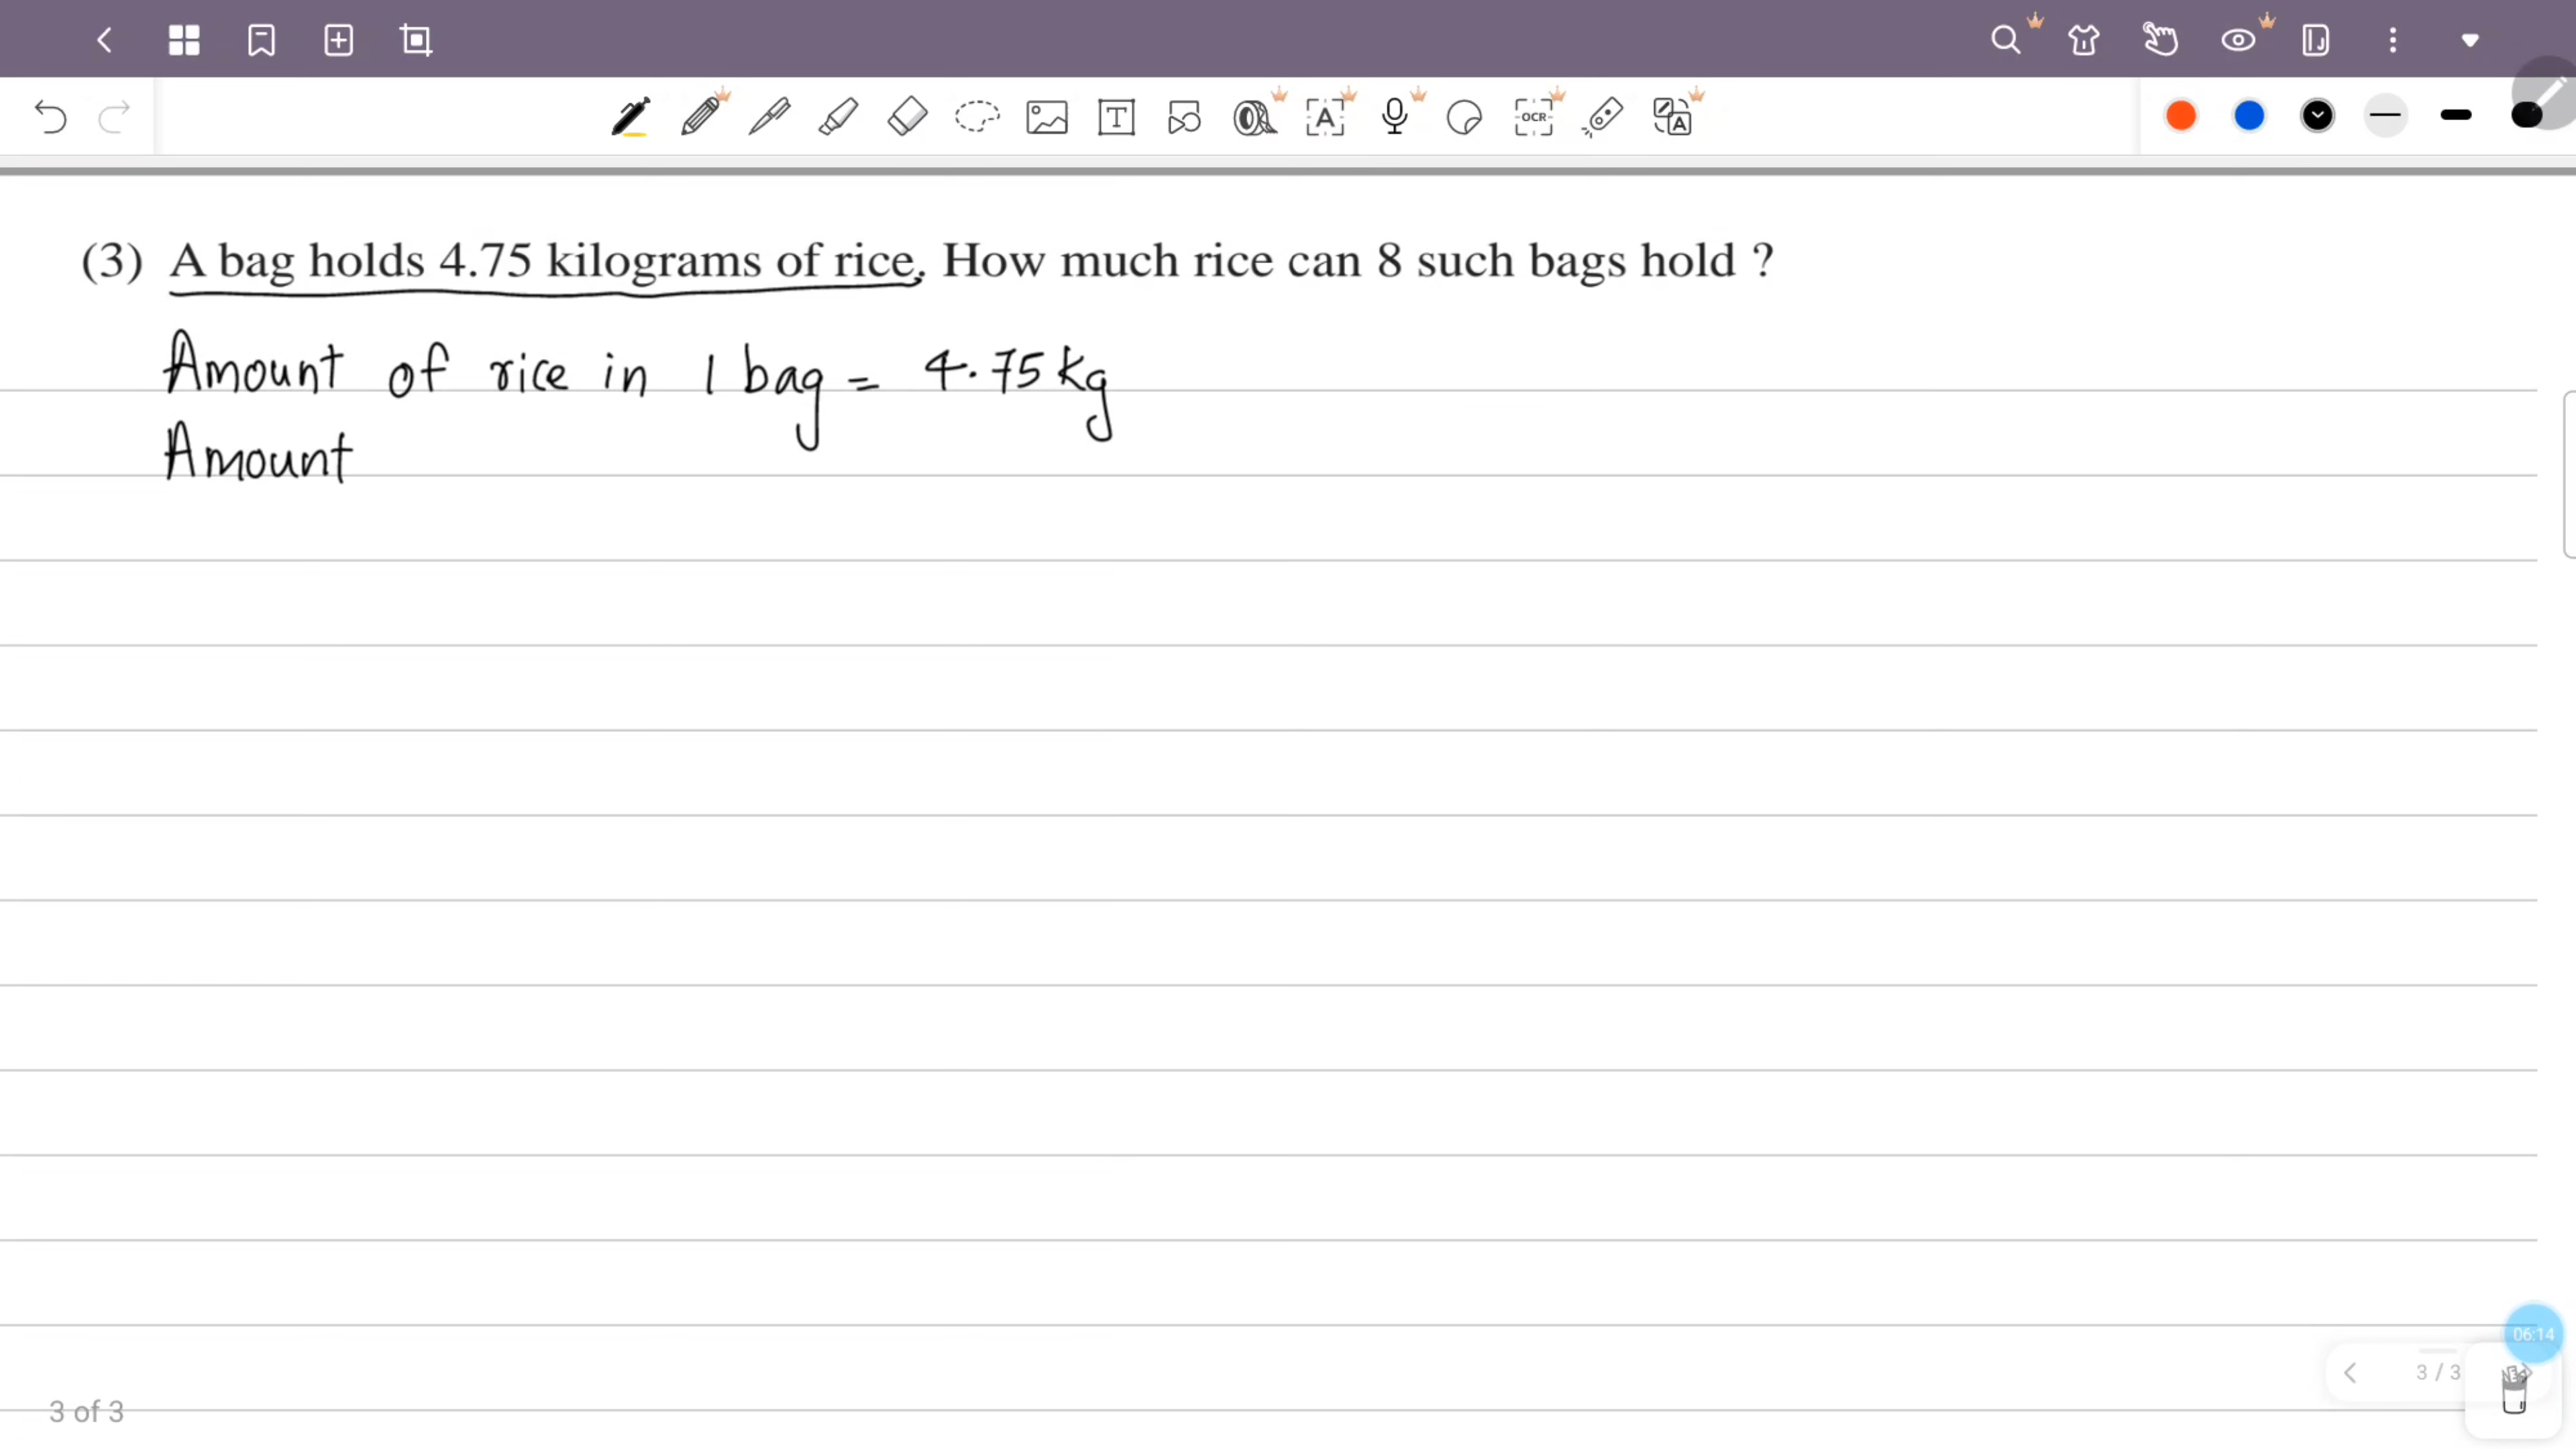 T
A
OCR
A
(3) A bag holds 4.75 kilograms of rice. How much rice can 8 such bags hold ?
Amount of rice in 1 bag = 4.75 kg
Amount
06:14
3 / 3
3 of 3